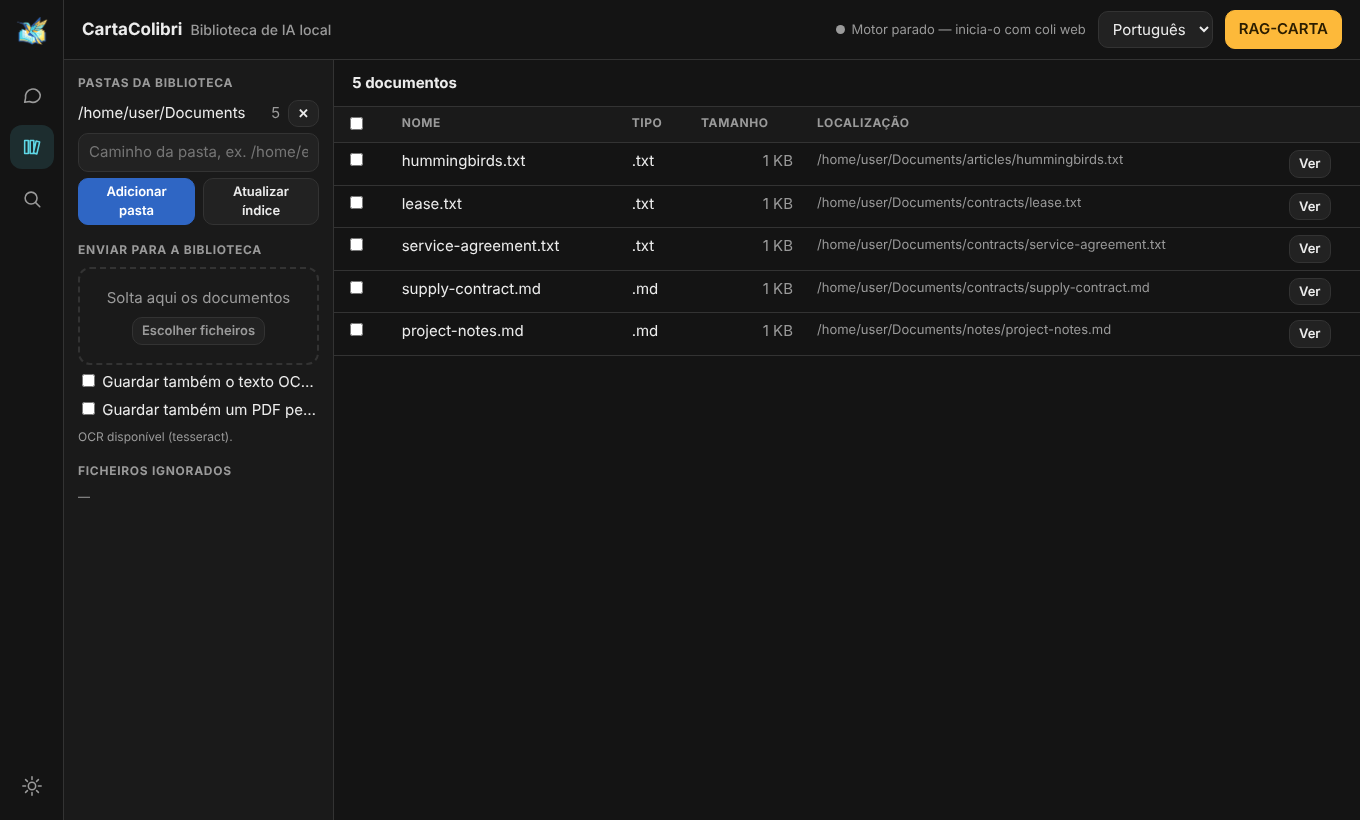 CartaColibri Biblioteca de IA local
Motor parado — inicia-o com coli web
Português
RAG-CARTA
PASTAS DA BIBLIOTECA
/home/user/Documents 5 ×
Caminho da pasta, ex. /home/e
Adicionar
pasta
Atualizar
índice
ENVIAR PARA A BIBLIOTECA
Solta aqui os documentos
Escolher ficheiros
Guardar também o texto OC...
Guardar também um PDF pe...
OCR disponível (tesseract).
FICHEIROS IGNORADOS
—
5 documentos
NOME TIPO TAMANHO LOCALIZAÇÃO
hummingbirds.txt .txt 1 KB /home/user/Documents/articles/hummingbirds.txt Ver
lease.txt .txt 1 KB /home/user/Documents/contracts/lease.txt Ver
service-agreement.txt .txt 1 KB /home/user/Documents/contracts/service-agreement.txt Ver
supply-contract.md .md 1 KB /home/user/Documents/contracts/supply-contract.md Ver
project-notes.md .md 1 KB /home/user/Documents/notes/project-notes.md Ver